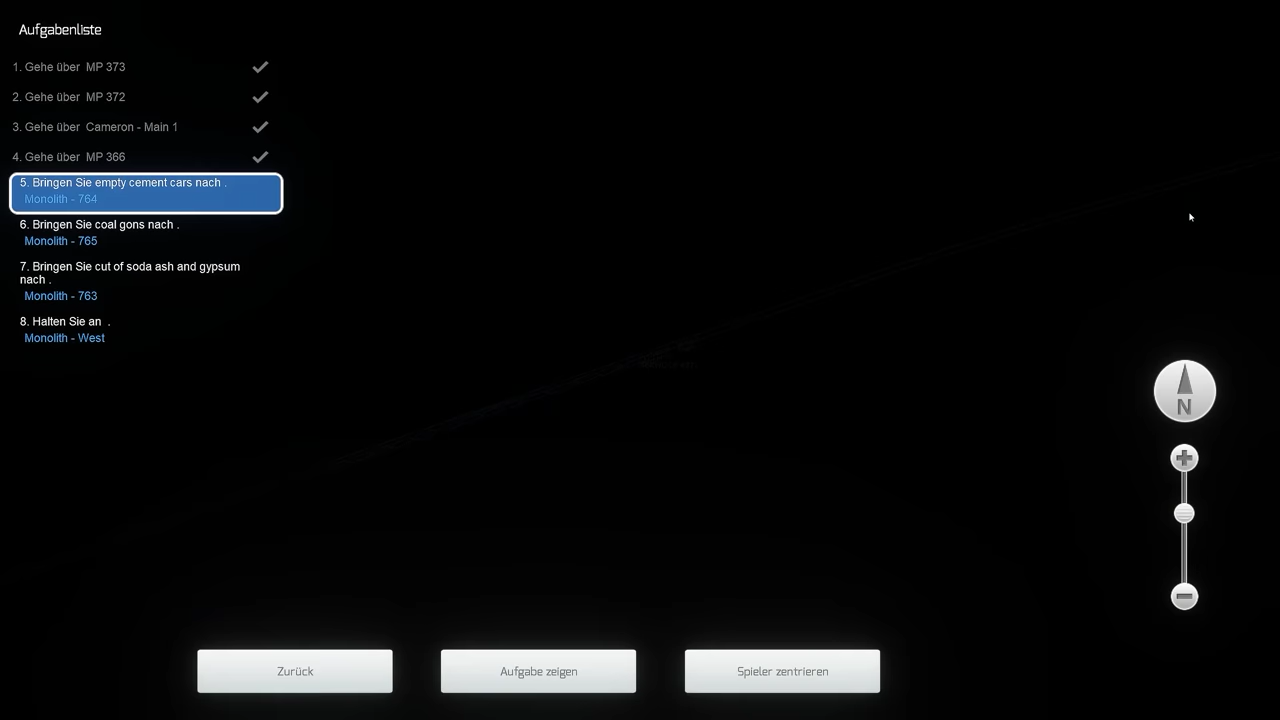 Aufgabenliste
1. Gehe über MP 373
2. Gehe über MP 372
3. Gehe über Cameron - Main 1
4. Gehe über MP 366
5. Bringen Sie empty cement cars nach .
Monolith - 764
6. Bringen Sie coal gons nach .
Monolith - 765
7. Bringen Sie cut of soda ash and gypsum
nach .
Monolith - 763
8. Halten Sie an .
Monolith - West
N
Zurück
Aufgabe zeigen
Spieler zentrieren